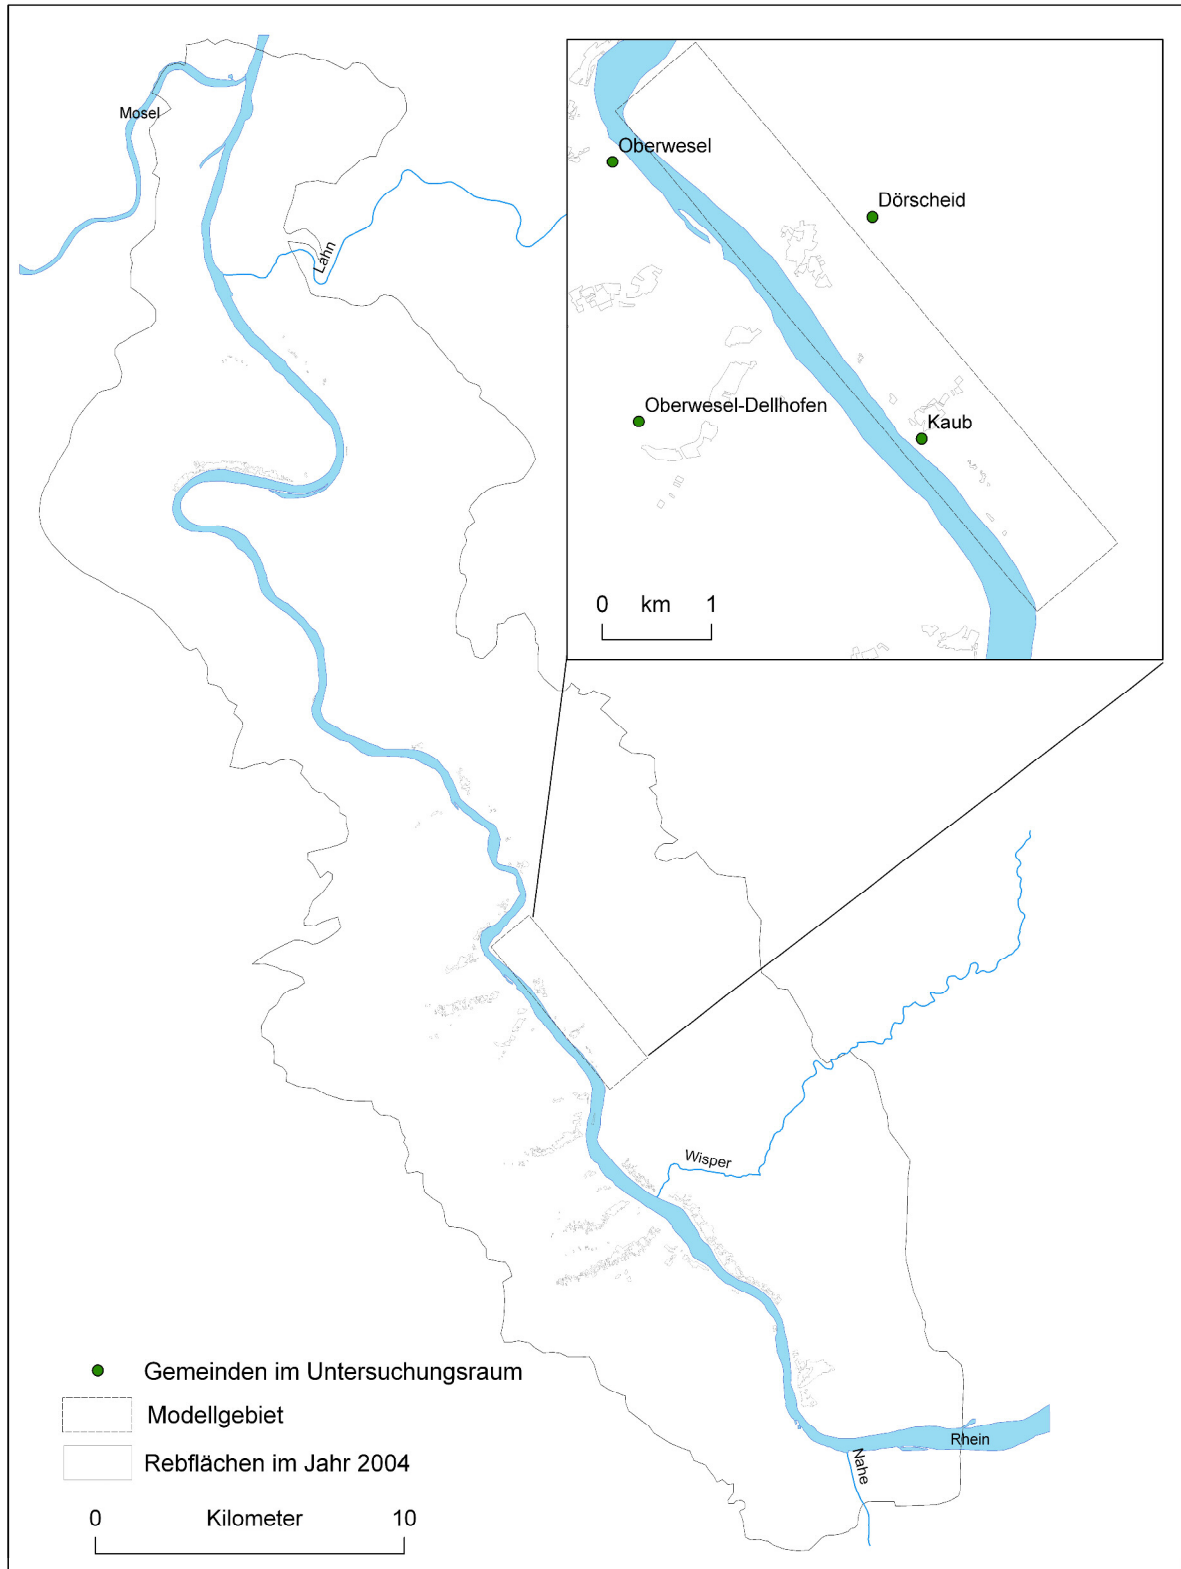 Mosel
Lahn
Oberwesel
Dörscheid
Oberwesel-Dellhofen
Kaub
0 km 1
Wisper
Rhein
Nahe
Gemeinden im Untersuchungsraum
Modellgebiet
Rebflächen im Jahr 2004
0 Kilometer 10